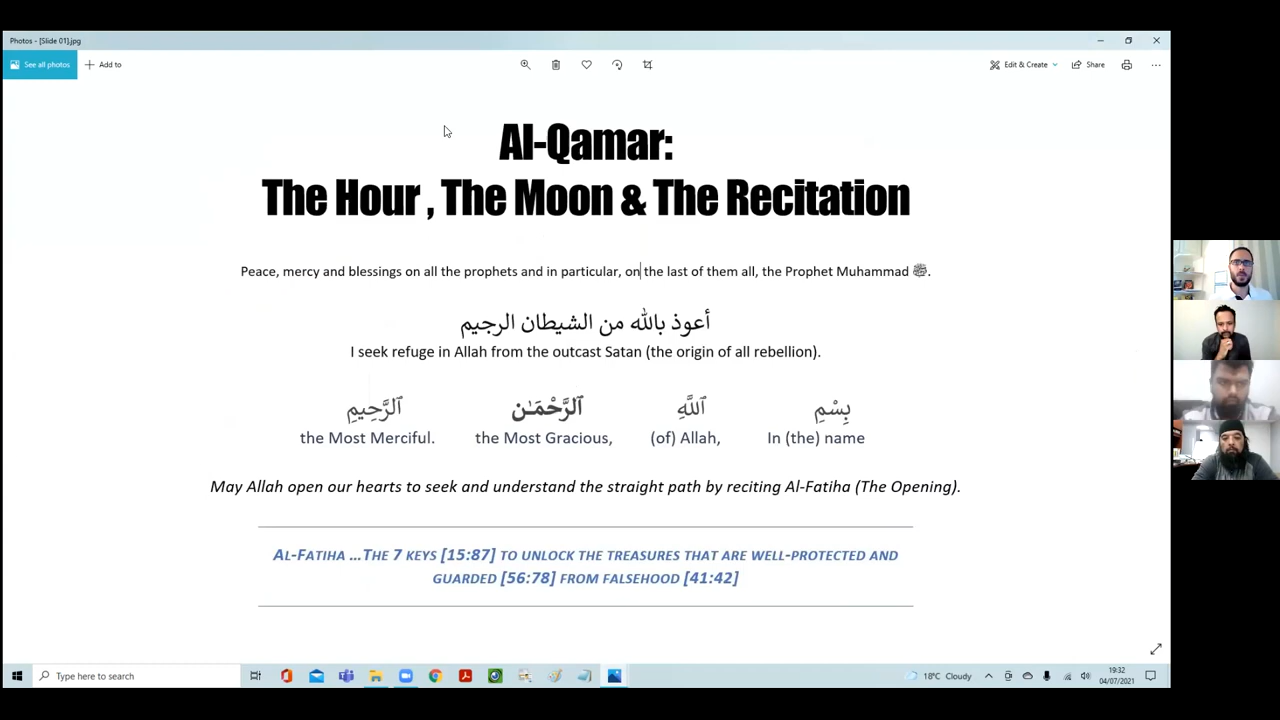 Photos - [Slide 01].jpg
See all photos
Add to
Edit & Create
Share
Al-Qamar:
The Hour , The Moon & The Recitation
Peace, mercy and blessings on all the prophets and in particular, on the last of them all, the Prophet Muhammad ﷺ.
أعوذ بالله من الشيطان الرجيم
I seek refuge in Allah from the outcast Satan (the origin of all rebellion).
بِسْمِ ٱللَّهِ ٱلرَّحْمَـٰن ٱلرَّحِيمِ
the Most Merciful. the Most Gracious, (of) Allah, In (the) name
May Allah open our hearts to seek and understand the straight path by reciting Al-Fatiha (The Opening).
AL-FATIHA ...THE 7 KEYS [15:87] TO UNLOCK THE TREASURES THAT ARE WELL-PROTECTED AND
GUARDED [56:78] FROM FALSEHOOD [41:42]
Type here to search
18°C Cloudy
19:32
04/07/2021